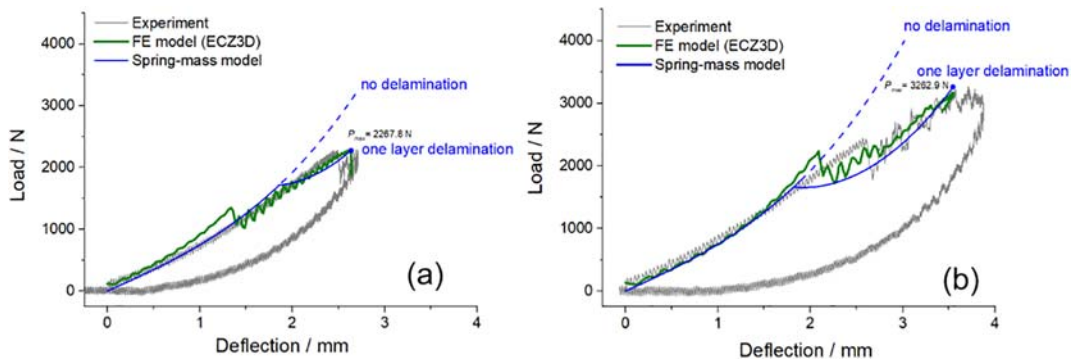 Experiment
FE model (ECZ3D)
Spring-mass model
no delamination
Pmax = 2267.8 N
one layer delamination
4000
3000
2000
1000
0
Load / N
0 1 2 3 4
Deflection / mm
(a)
Experiment
FE model (ECZ3D)
Spring-mass model
no delamination
one layer delamination
Pmax = 3262.9 N
4000
3000
2000
1000
0
Load / N
0 1 2 3 4
Deflection / mm
(b)